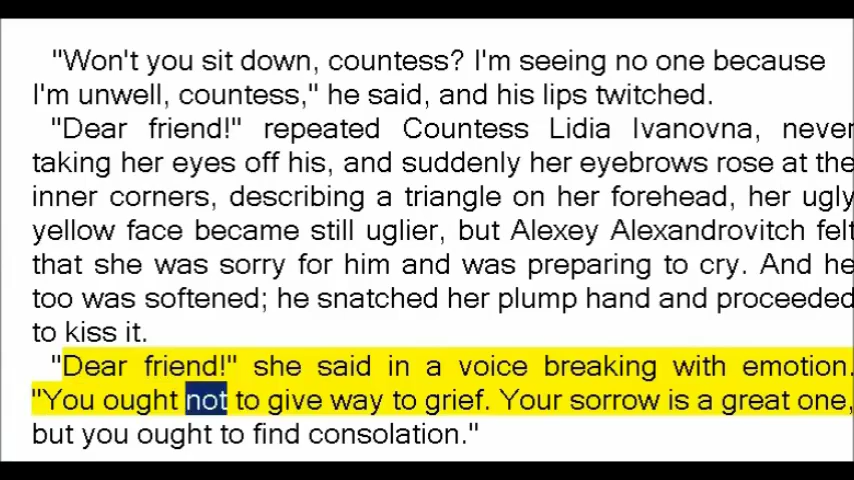 "Won't you sit down, countess? I'm seeing no one because
I'm unwell, countess," he said, and his lips twitched.
"Dear friend!" repeated Countess Lidia Ivanovna, never
taking her eyes off his, and suddenly her eyebrows rose at the
inner corners, describing a triangle on her forehead, her ugly
yellow face became still uglier, but Alexey Alexandrovitch felt
that she was sorry for him and was preparing to cry. And he
too was softened; he snatched her plump hand and proceeded
to kiss it.
"Dear friend!" she said in a voice breaking with emotion.
"You ought not to give way to grief. Your sorrow is a great one,
but you ought to find consolation."